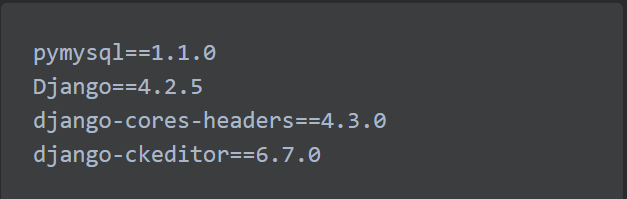 pymysql==1.1.0
Django==4.2.5
django-cores-headers==4.3.0
django-ckeditor==6.7.0